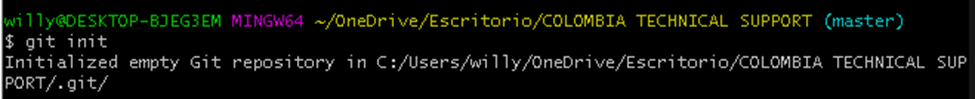 willy@DESKTOP-BJEG3EM MINGW64 ~/OneDrive/Escritorio/COLOMBIA TECHNICAL SUPPORT (master)
$ git init
Initialized empty Git repository in C:/Users/willy/OneDrive/Escritorio/COLOMBIA TECHNICAL SUP
PORT/.git/